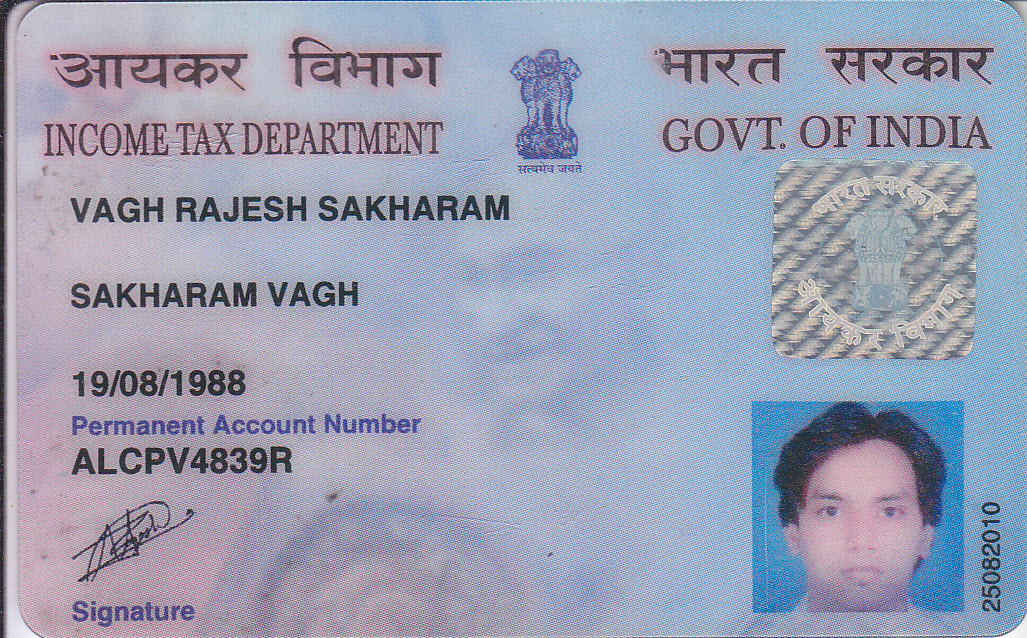 आयकर विभाग
INCOME TAX DEPARTMENT
सत्यमेव जयते
भारत सरकार
GOVT. OF INDIA
VAGH RAJESH SAKHARAM
SAKHARAM VAGH
19/08/1988
Permanent Account Number
ALCPV4839R
Signature
भारत सरकार
आयकर विभाग
25082010